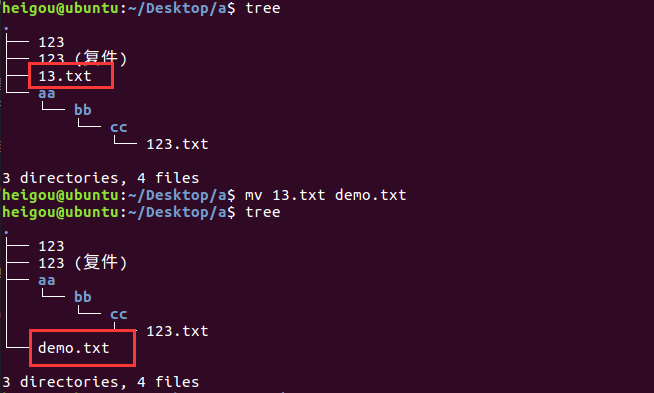 heigou@ubuntu:~/Desktop/a$ tree
.
├── 123
├── 123 (复件)
├── 13.txt
└── aa
    └── bb
        └── cc
            └── 123.txt
3 directories, 4 files
heigou@ubuntu:~/Desktop/a$ mv 13.txt demo.txt
heigou@ubuntu:~/Desktop/a$ tree
.
├── 123
├── 123 (复件)
├── aa
│   └── bb
│       └── cc
│           └── 123.txt
└── demo.txt
3 directories, 4 files